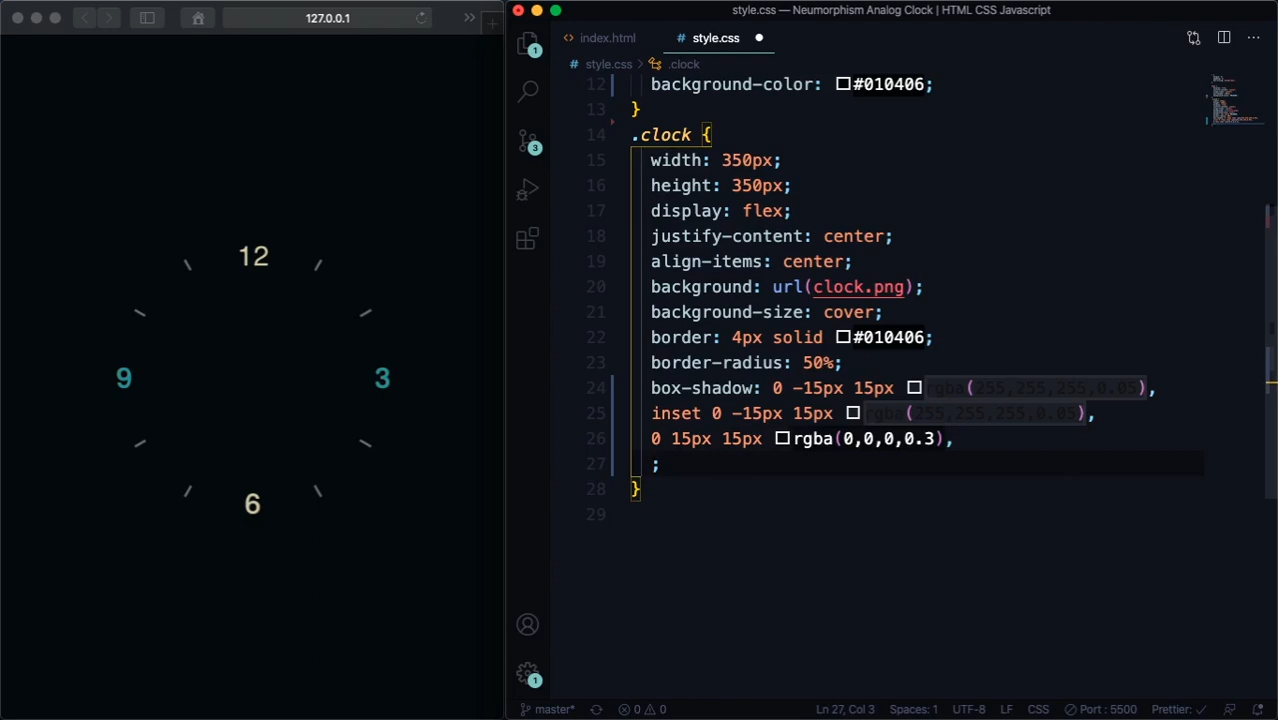 127.0.0.1
style.css — Neumorphism Analog Clock | HTML CSS Javascript
index.html
# style.css
# style.css > .clock
12 background-color: #010406;
13 }
14 .clock {
15 width: 350px;
16 height: 350px;
17 display: flex;
18 justify-content: center;
19 align-items: center;
20 background: url(clock.png);
21 background-size: cover;
22 border: 4px solid #010406;
23 border-radius: 50%;
24 box-shadow: 0 -15px 15px rgba(255,255,255,0.05),
25 inset 0 -15px 15px rgba(255,255,255,0.05),
26 0 15px 15px rgba(0,0,0,0.3),
27 ;
28 }
29
12
9
3
6
1
3
1
master* 0 0 Ln 27, Col 3 Spaces: 1 UTF-8 LF CSS Port : 5500 Prettier: ✓